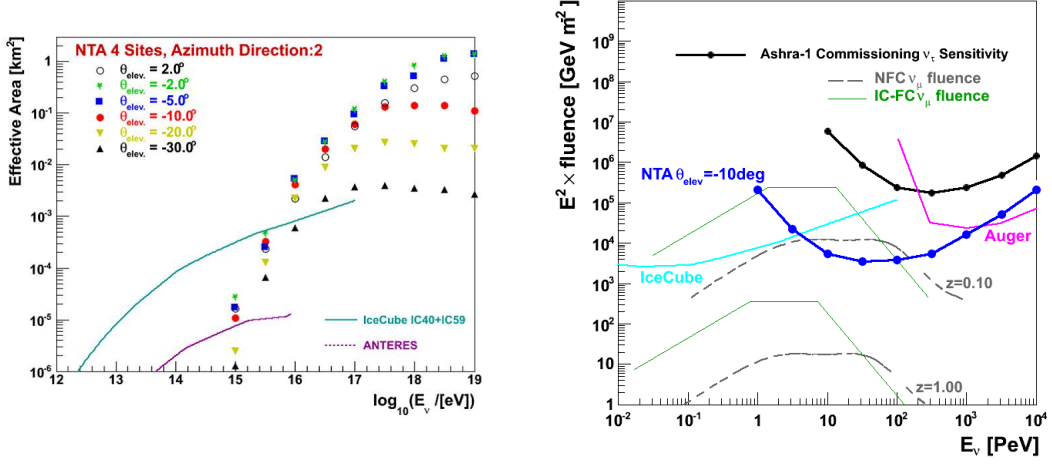 NTA 4 Sites, Azimuth Direction:2
θelev. = 2.0°
θelev. = -2.0°
θelev. = -5.0°
θelev. = -10.0°
θelev. = -20.0°
θelev. = -30.0°
Effective Area [km²]
1
10⁻¹
10⁻²
10⁻³
10⁻⁴
10⁻⁵
10⁻⁶
IceCube IC40+IC59
ANTERES
12 13 14 15 16 17 18 19
log₁₀(Eν /[eV])
E² × fluence [GeV m⁻²]
10⁹
10⁸
10⁷
10⁶
10⁵
10⁴
10³
10²
10
1
Ashra-1 Commissioning ντ Sensitivity
NFC νμ fluence
IC-FC νμ fluence
NTA θelev=-10deg
Auger
IceCube
z=0.10
z=1.00
10⁻² 10⁻¹ 1 10 10² 10³ 10⁴
Eν [PeV]